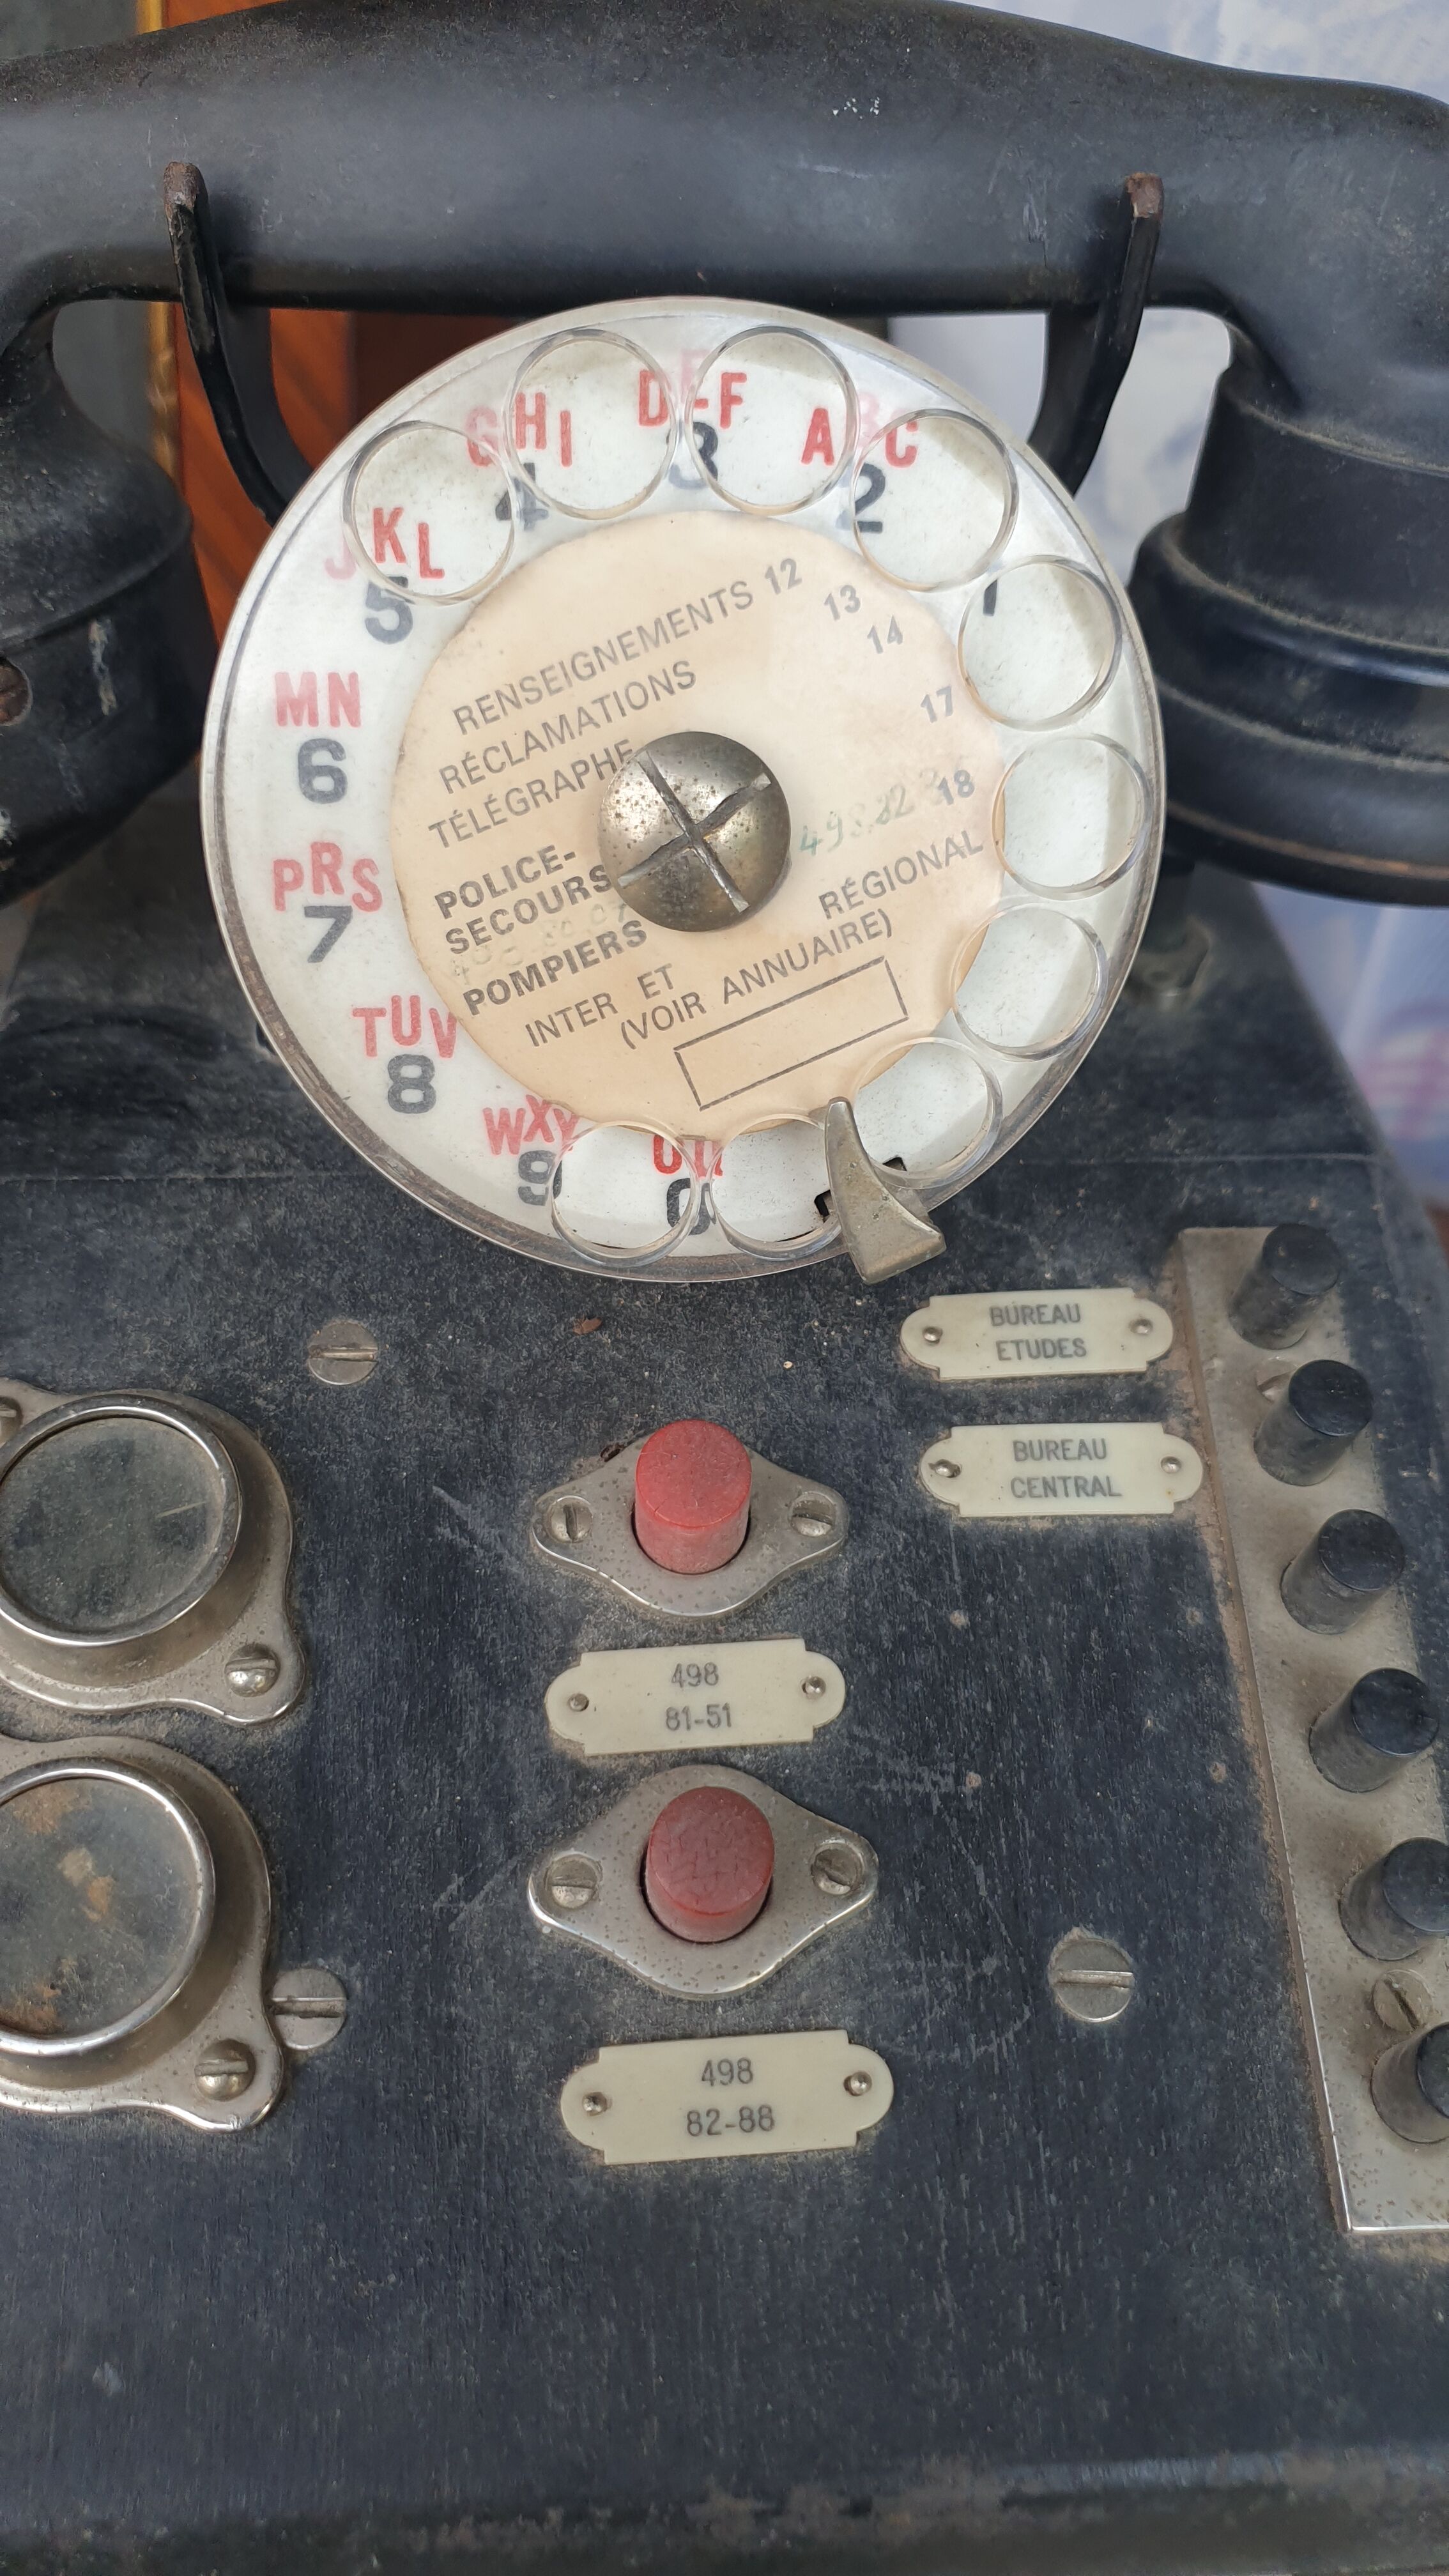 GHI
4
DEF
3
ABC
2
1
JKL
5
MN
6
PRS
7
TUV
8
WXY
9
0
RENSEIGNEMENTS 12
RÉCLAMATIONS 13
TÉLÉGRAPHE 14
POLICE-
SECOURS 17
POMPIERS 18
INTER ET RÉGIONAL
(VOIR ANNUAIRE)
BUREAU
ETUDES
BUREAU
CENTRAL
498
81-51
498
82-88